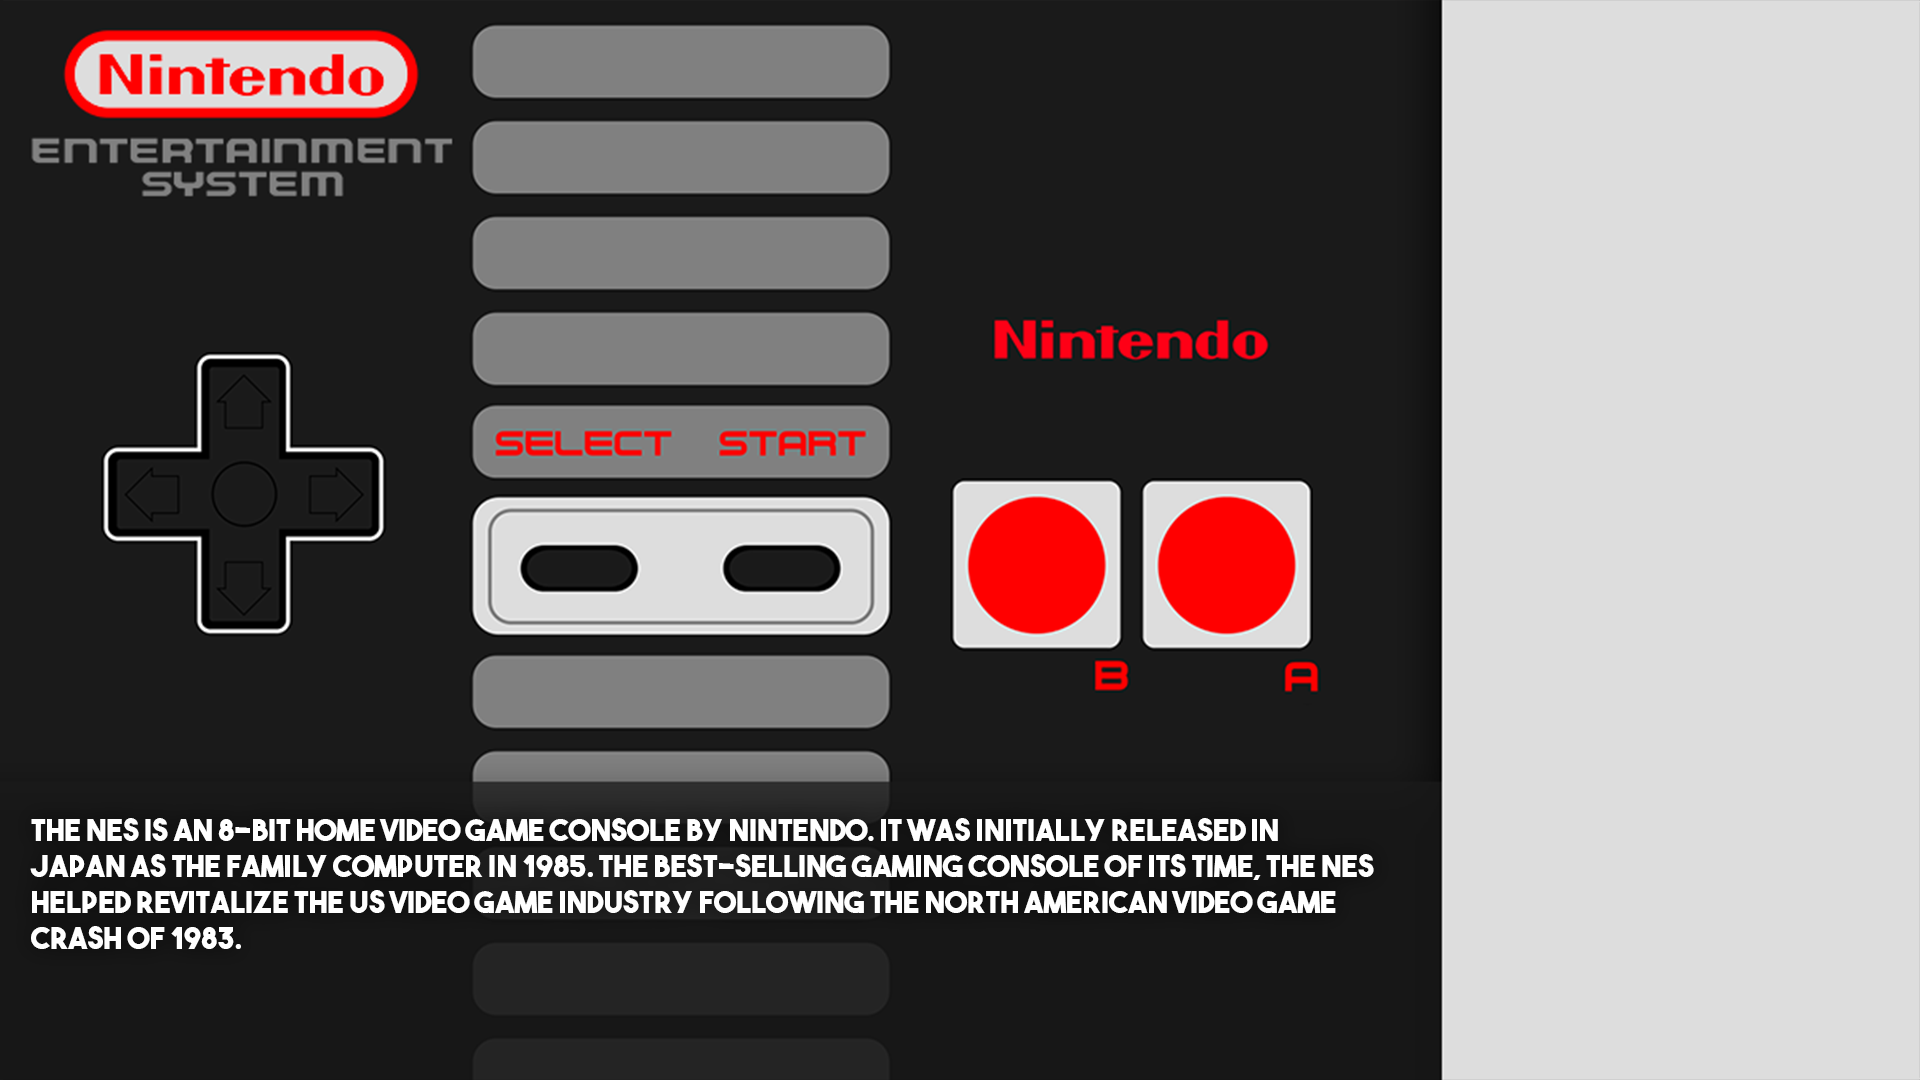 Nintendo
ENTERTAINMENT
SYSTEM
Nintendo
SELECT START
B A
THE NES IS AN 8-BIT HOME VIDEO GAME CONSOLE BY NINTENDO. IT WAS INITIALLY RELEASED IN
JAPAN AS THE FAMILY COMPUTER IN 1985. THE BEST-SELLING GAMING CONSOLE OF ITS TIME, THE NES
HELPED REVITALIZE THE US VIDEO GAME INDUSTRY FOLLOWING THE NORTH AMERICAN VIDEO GAME
CRASH OF 1983.